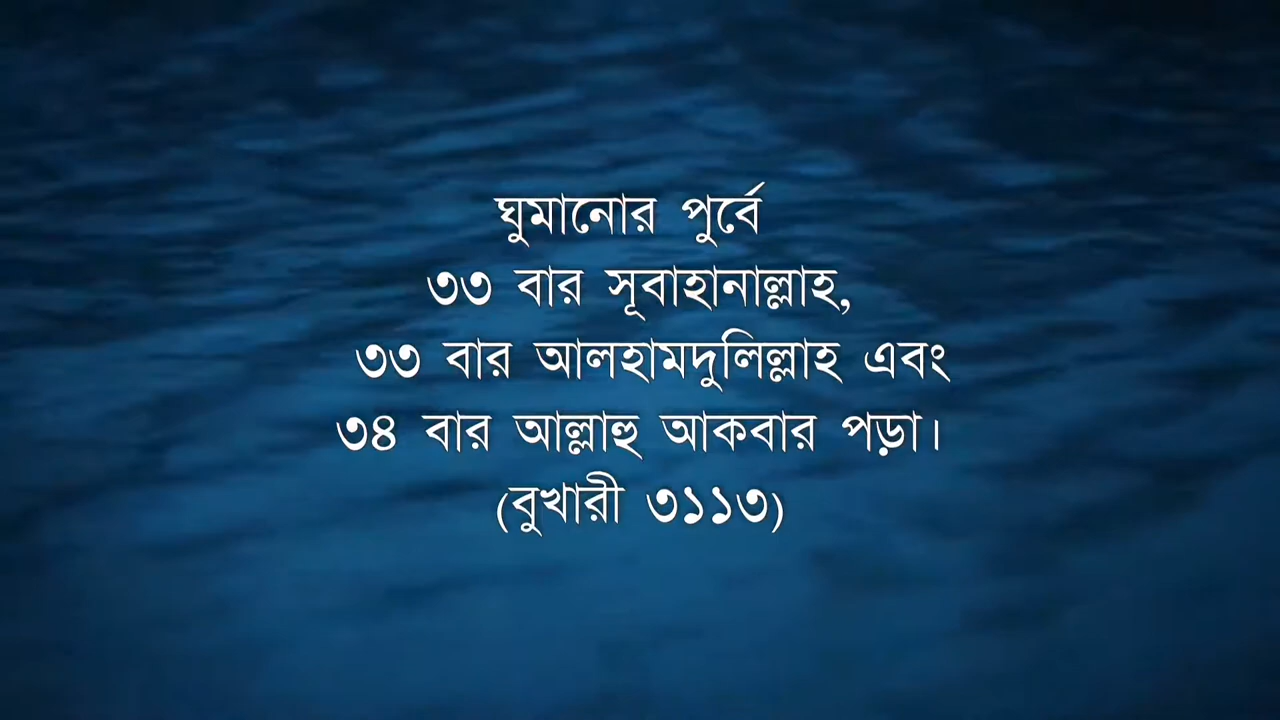 ঘুমানোর পুর্বে
৩৩ বার সূবাহানাল্লাহ,
৩৩ বার আলহামদুলিল্লাহ এবং
৩৪ বার আল্লাহু আকবার পড়া।
(বুখারী ৩১১৩)